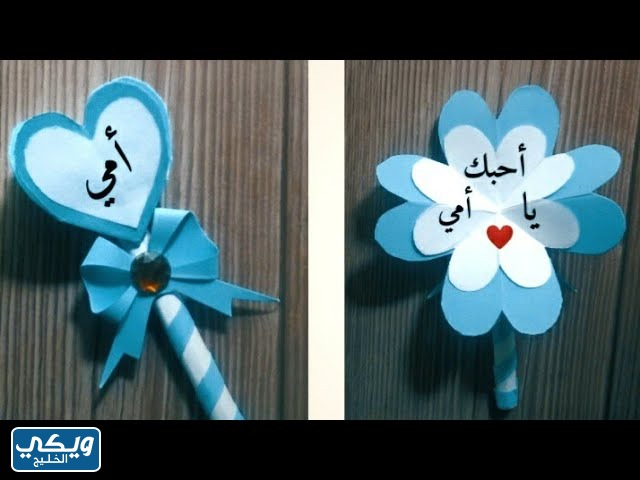 أمي
أحبك
يا أمي
ويكي
الخليج